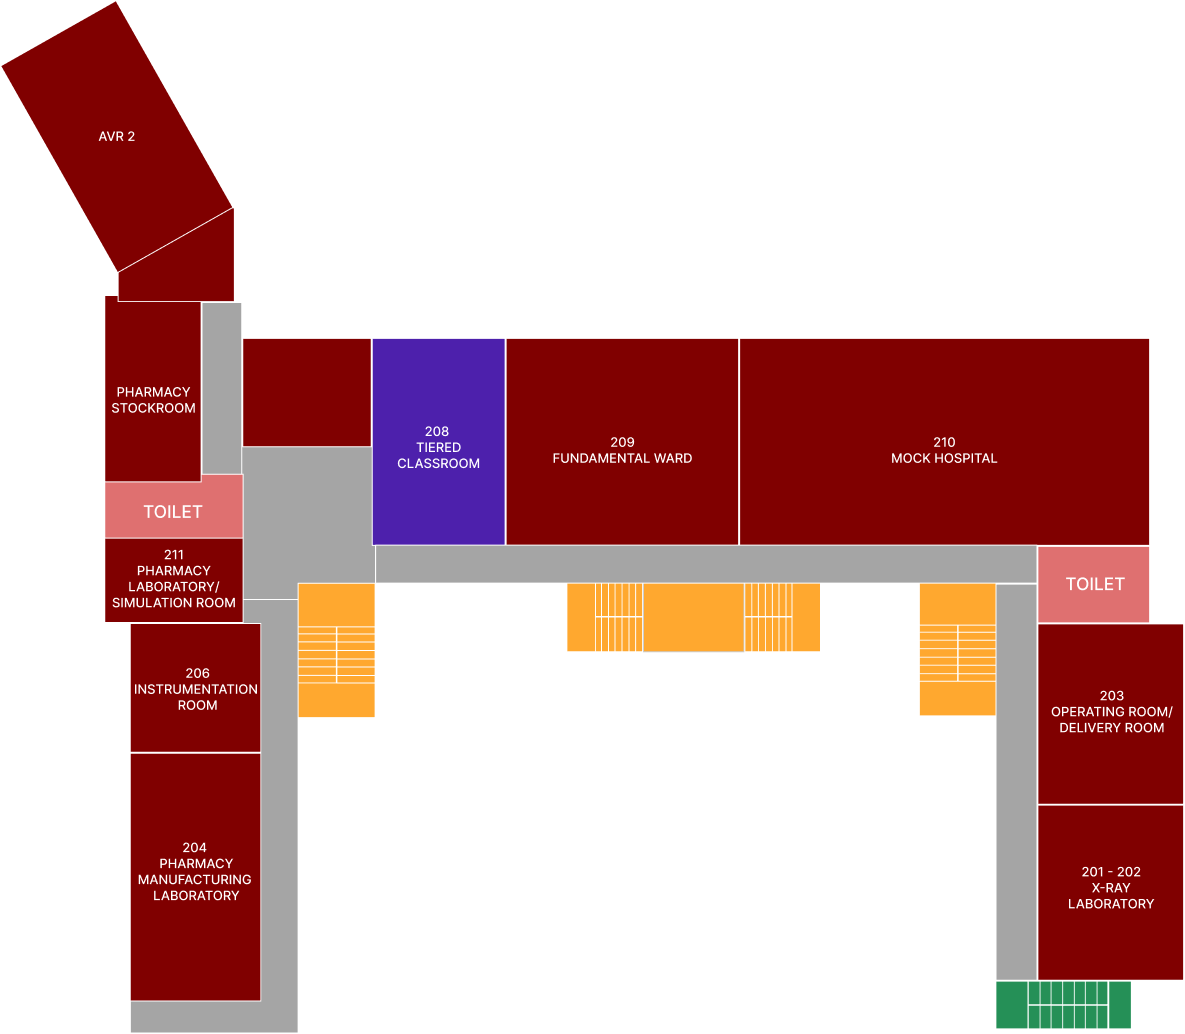 AVR 2
PHARMACY
STOCKROOM
208
TIERED
CLASSROOM
209
FUNDAMENTAL WARD
210
MOCK HOSPITAL
TOILET
211
PHARMACY
LABORATORY/
SIMULATION ROOM
TOILET
206
INSTRUMENTATION
ROOM
203
OPERATING ROOM/
DELIVERY ROOM
204
PHARMACY
MANUFACTURING
LABORATORY
201 - 202
X-RAY
LABORATORY